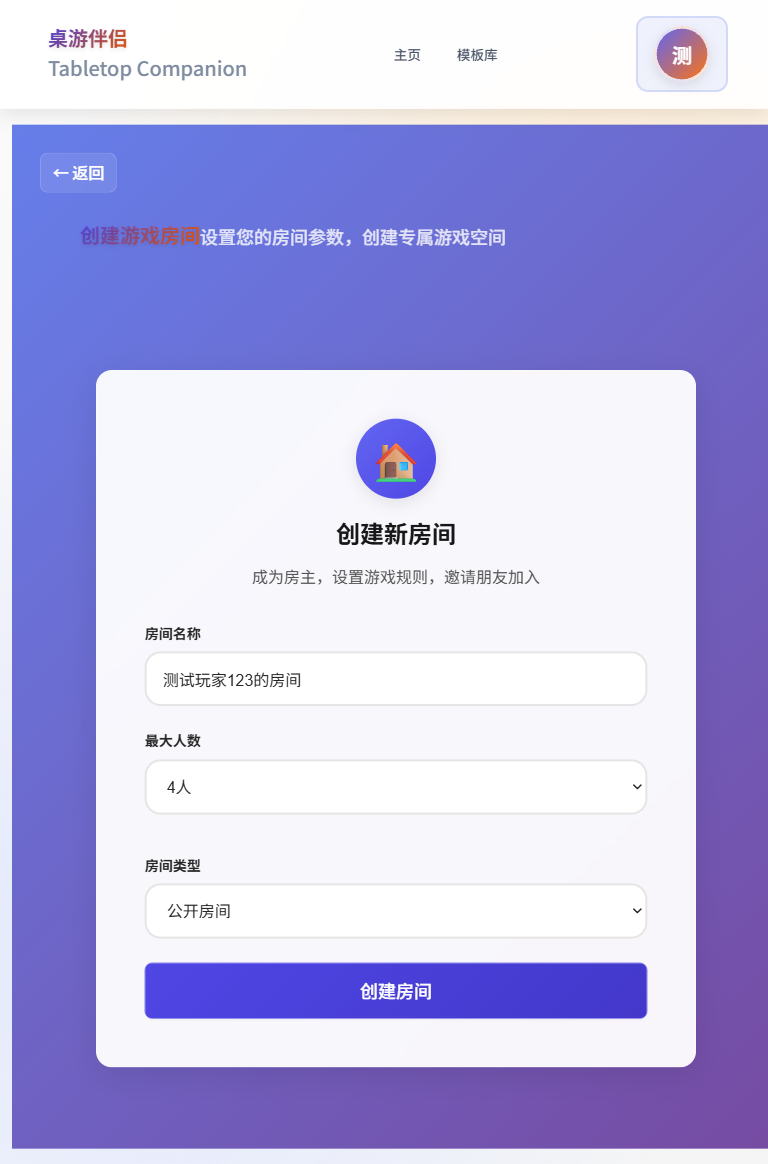 桌游伴侣
Tabletop Companion
主页
模板库
测
← 返回
创建游戏房间设置您的房间参数，创建专属游戏空间
创建新房间
成为房主，设置游戏规则，邀请朋友加入
房间名称
测试玩家123的房间
最大人数
4人
房间类型
公开房间
创建房间